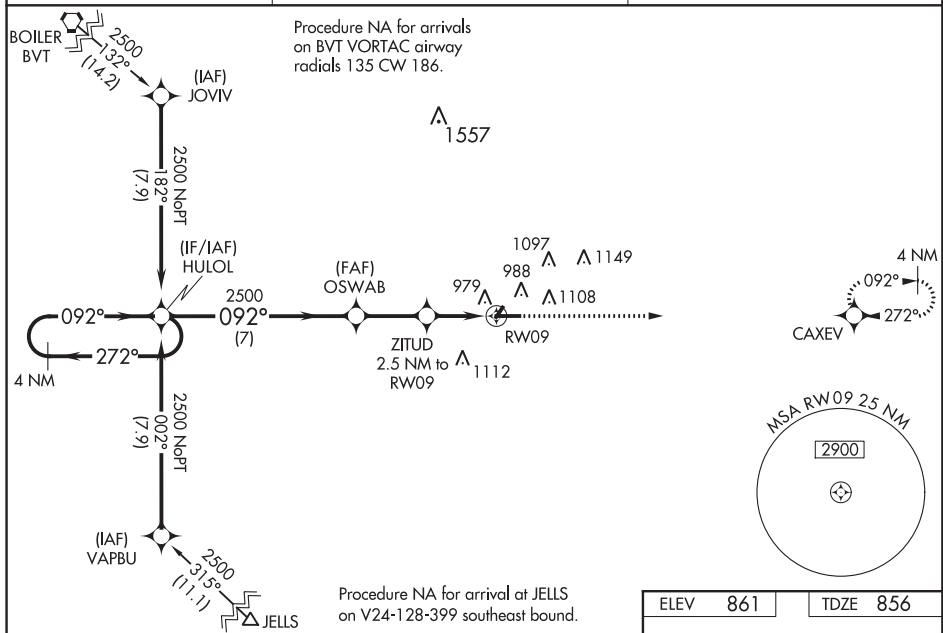 BOILER
BVT
2500
132°
(14.2)
(IAF)
JOVIV
Procedure NA for arrivals
on BVT VORTAC airway
radials 135 CW 186.
1557
2500 NoPT
182°
(7.9)
(IF/IAF)
HULOL
092°
272°
4 NM
2500
092°
(7)
(FAF)
OSWAB
ZITUD
2.5 NM to
RW09
979
988
1097
1149
1108
RW09
1112
4 NM
092°
272°
CAXEV
2500 NoPT
002°
(7.9)
(IAF)
VAPBU
2500
315°
(11.1)
JELLS
Procedure NA for arrival at JELLS
on V24-128-399 southeast bound.
MSA RW09 25 NM
2900
ELEV 861
TDZE 856